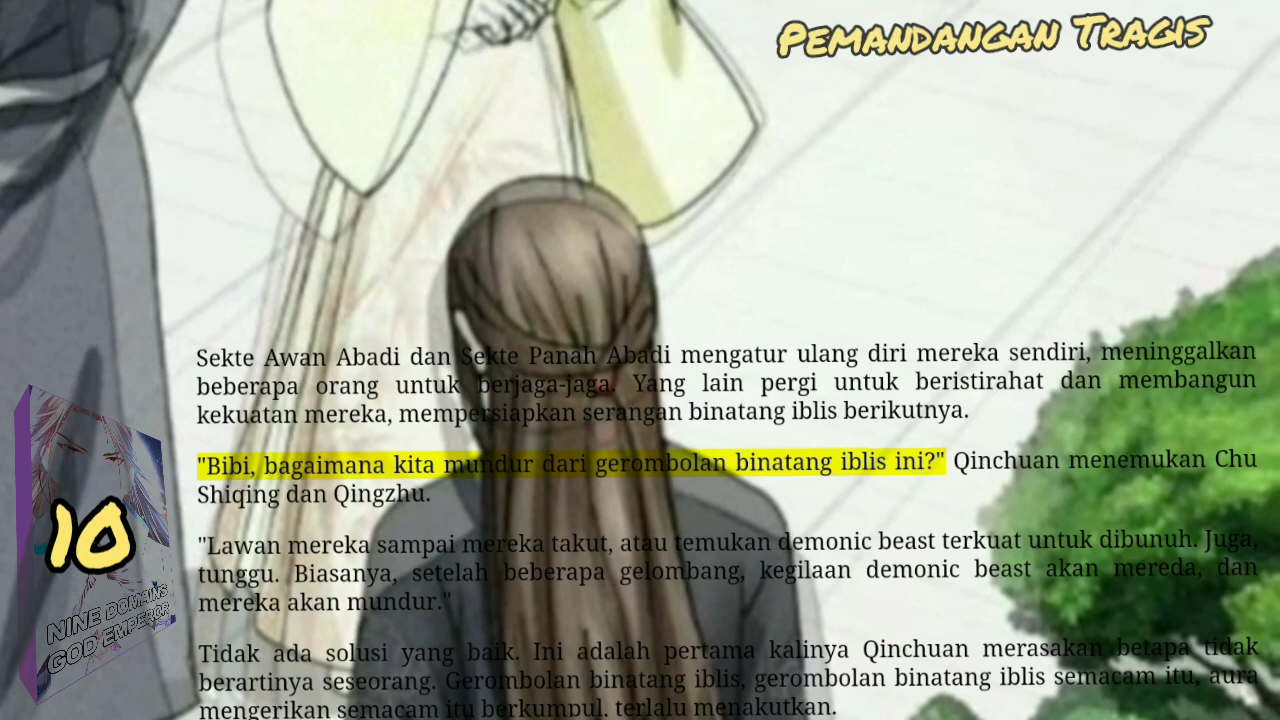 Pemandangan Tragis
Sekte Awan Abadi dan Sekte Panah Abadi mengatur ulang diri mereka sendiri, meninggalkan
beberapa orang untuk berjaga-jaga. Yang lain pergi untuk beristirahat dan membangun
kekuatan mereka, mempersiapkan serangan binatang iblis berikutnya.
"Bibi, bagaimana kita mundur dari gerombolan binatang iblis ini?" Qinchuan menemukan Chu
Shiqing dan Qingzhu.
"Lawan mereka sampai mereka takut, atau temukan demonic beast terkuat untuk dibunuh. Juga,
tunggu. Biasanya, setelah beberapa gelombang, kegilaan demonic beast akan mereda, dan
mereka akan mundur."
Tidak ada solusi yang baik. Ini adalah pertama kalinya Qinchuan merasakan betapa tidak
berartinya seseorang. Gerombolan binatang iblis, gerombolan binatang iblis semacam itu, aura
mengerikan semacam itu berkumpul, terlalu menakutkan.
10
NINE DOMAINS
GOD EMPEROR